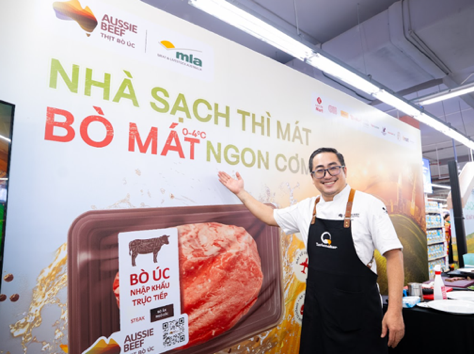 AUSSIE
BEEF
THỊT BÒ ÚC
mla
NHÀ SẠCH THÌ MÁT
BÒ MÁT NGON CƠM
0-4°C
BÒ ÚC
NHẬP KHẨU
TRỰC TIẾP
STEAK
AUSSIE
BEEF
THỊT BÒ ÚC